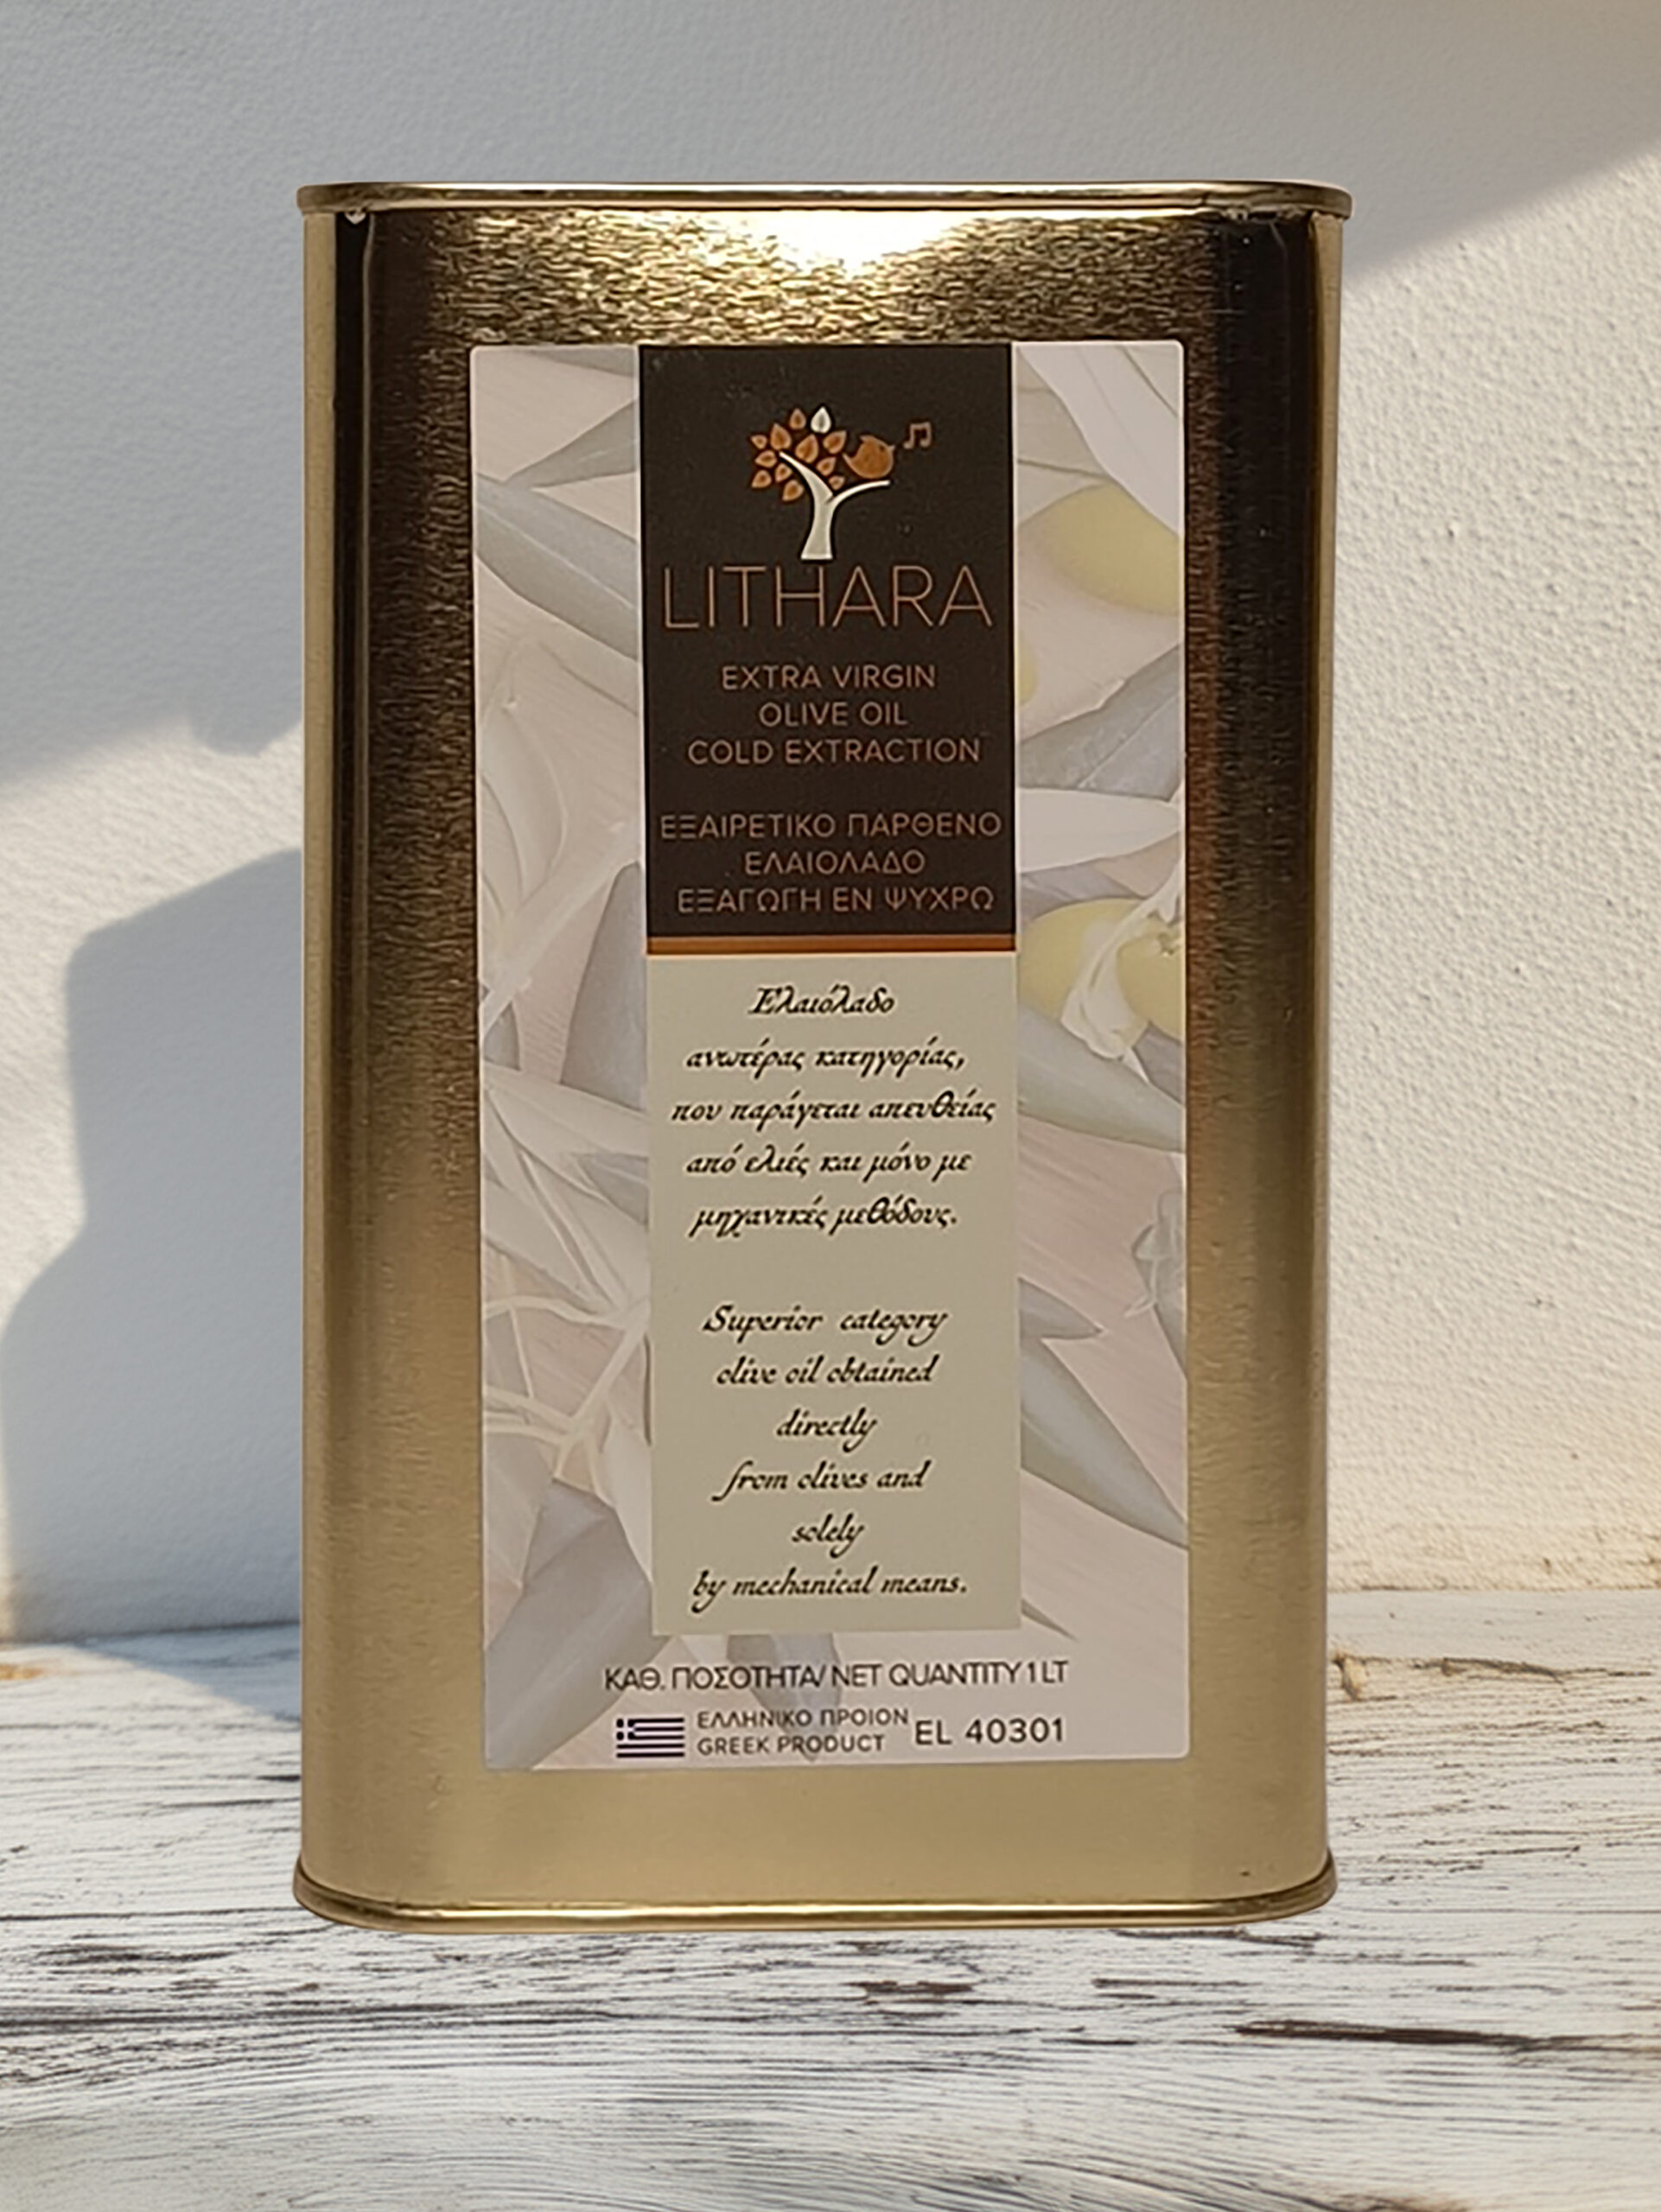 LITHARA
EXTRA VIRGIN
OLIVE OIL
COLD EXTRACTION
ΕΞΑΙΡΕΤΙΚΟ ΠΑΡΘΕΝΟ
ΕΛΑΙΟΛΑΔΟ
ΕΞΑΓΩΓΗ ΕΝ ΨΥΧΡΩ
Ελαιόλαδο
ανωτέρας κατηγορίας,
που παράγεται απευθείας
από ελιές και μόνο με
μηχανικές μεθόδους.
Superior category
olive oil obtained
directly
from olives and
solely
by mechanical means.
ΚΑΘ. ΠΟΣΟΤΗΤΑ/ NET QUANTITY 1 LT
ΕΛΛΗΝΙΚΟ ΠΡΟΙΟΝ
GREEK PRODUCT
EL 40301